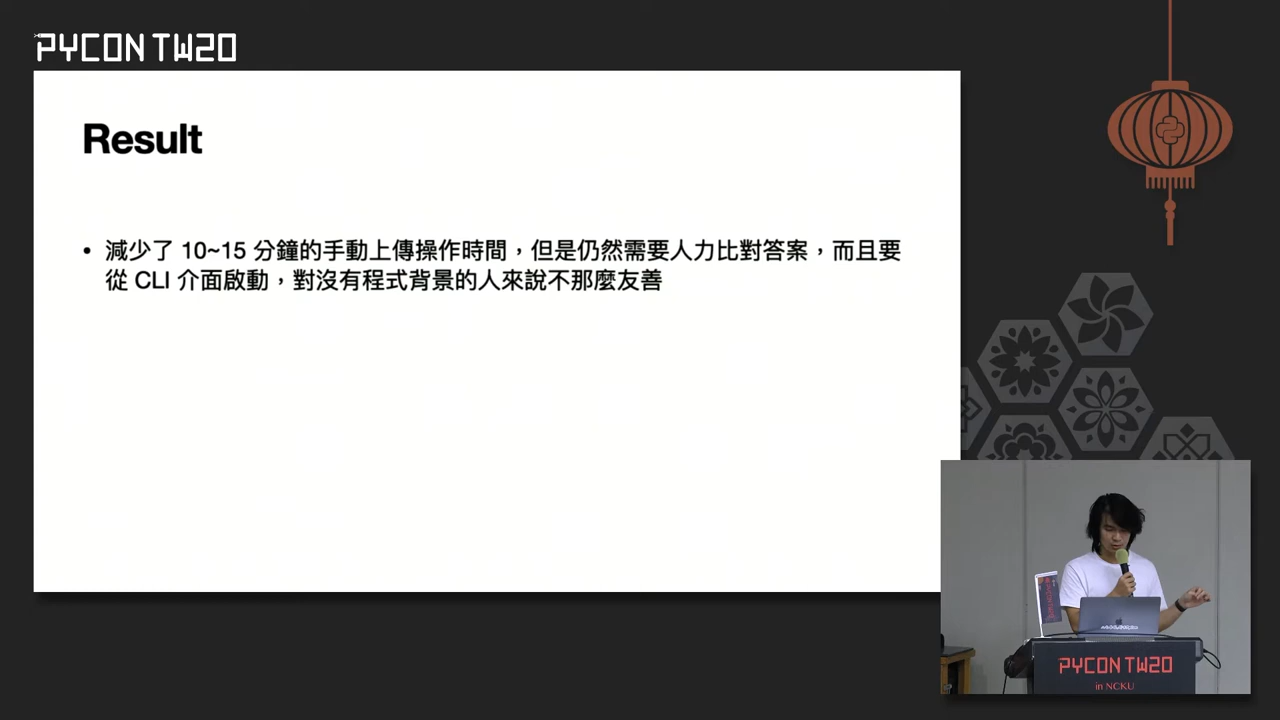 PYCON TW20
Result
• 減少了 10~15 分鐘的手動上傳操作時間，但是仍然需要人力比對答案，而且要
從 CLI 介面啟動，對沒有程式背景的人來說不那麼友善
PYCON TW20
in NCKU